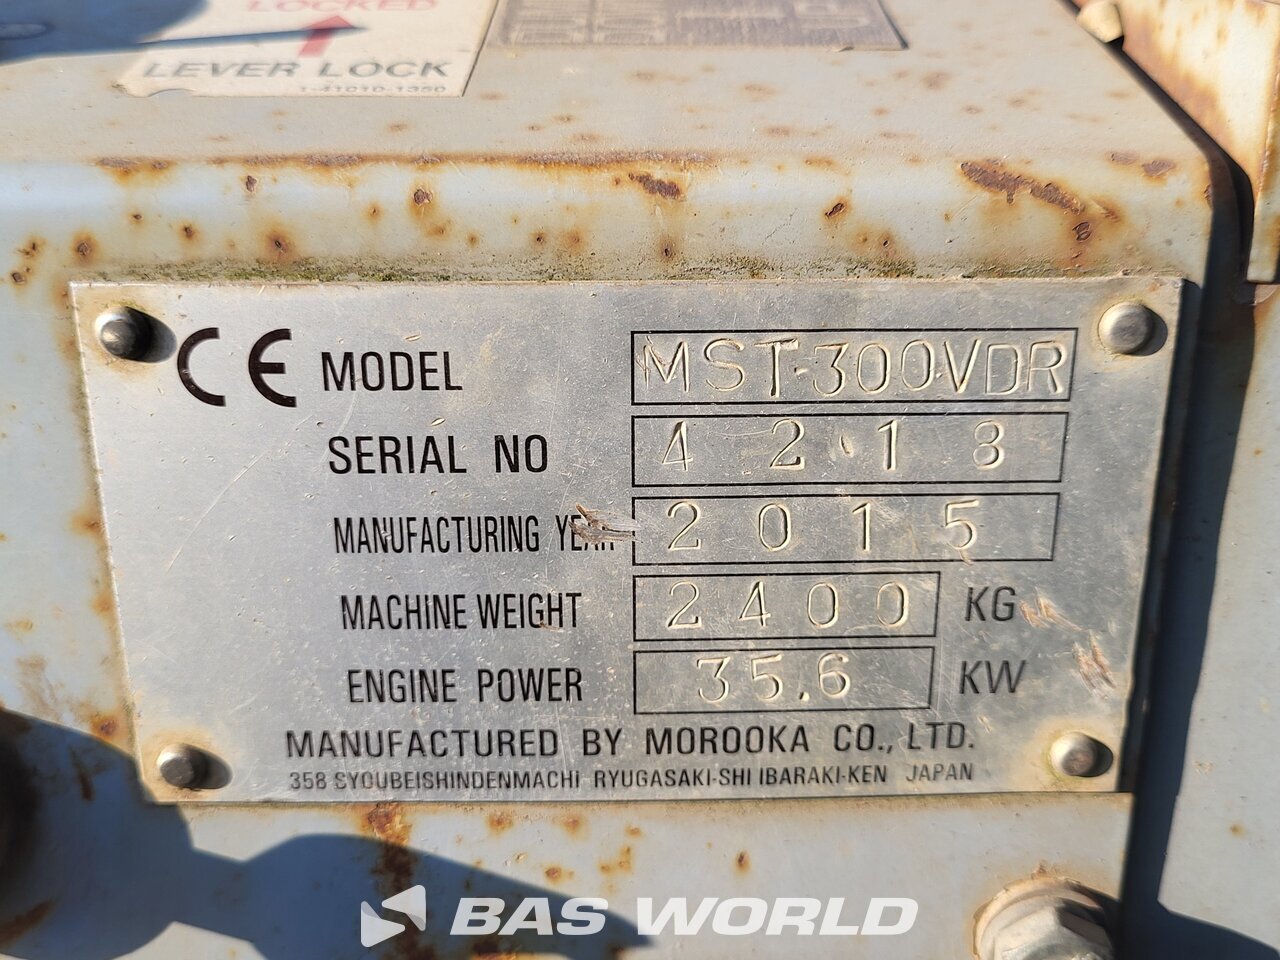 LOCKED
LEVER LOCK
1-41010-1350
CE MODEL MST-300VDR
SERIAL NO 4218
MANUFACTURING YEAR 2015
MACHINE WEIGHT 2400 KG
ENGINE POWER 35.6 KW
MANUFACTURED BY MOROOKA CO., LTD.
358 SYOUBEISHINDENMACHI RYUGASAKI-SHI IBARAKI-KEN JAPAN
BAS WORLD